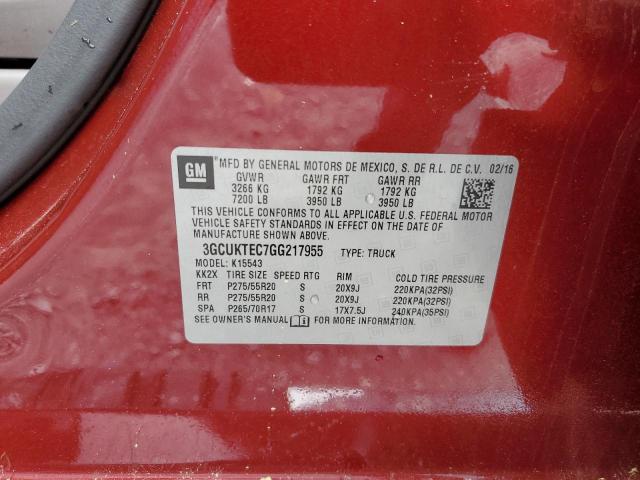 GM
MFD BY GENERAL MOTORS DE MEXICO, S. DE R.L. DE C.V. 02/16
GVWR GAWR FRT GAWR RR
3266 KG 1792 KG 1792 KG
7200 LB 3950 LB 3950 LB
THIS VEHICLE CONFORMS TO ALL APPLICABLE U.S. FEDERAL MOTOR
VEHICLE SAFETY STANDARDS IN EFFECT ON THE DATE OF
MANUFACTURE SHOWN ABOVE.
3GCUKTEC7GG217955 TYPE: TRUCK
MODEL: K15543
KK2X TIRE SIZE SPEED RTG RIM COLD TIRE PRESSURE
FRT P275/55R20 S 20X9J 220KPA(32PSI)
RR P275/55R20 S 20X9J 220KPA(32PSI)
SPA P265/70R17 S 17X7.5J 240KPA(35PSI)
SEE OWNER'S MANUAL FOR MORE INFORMATION.